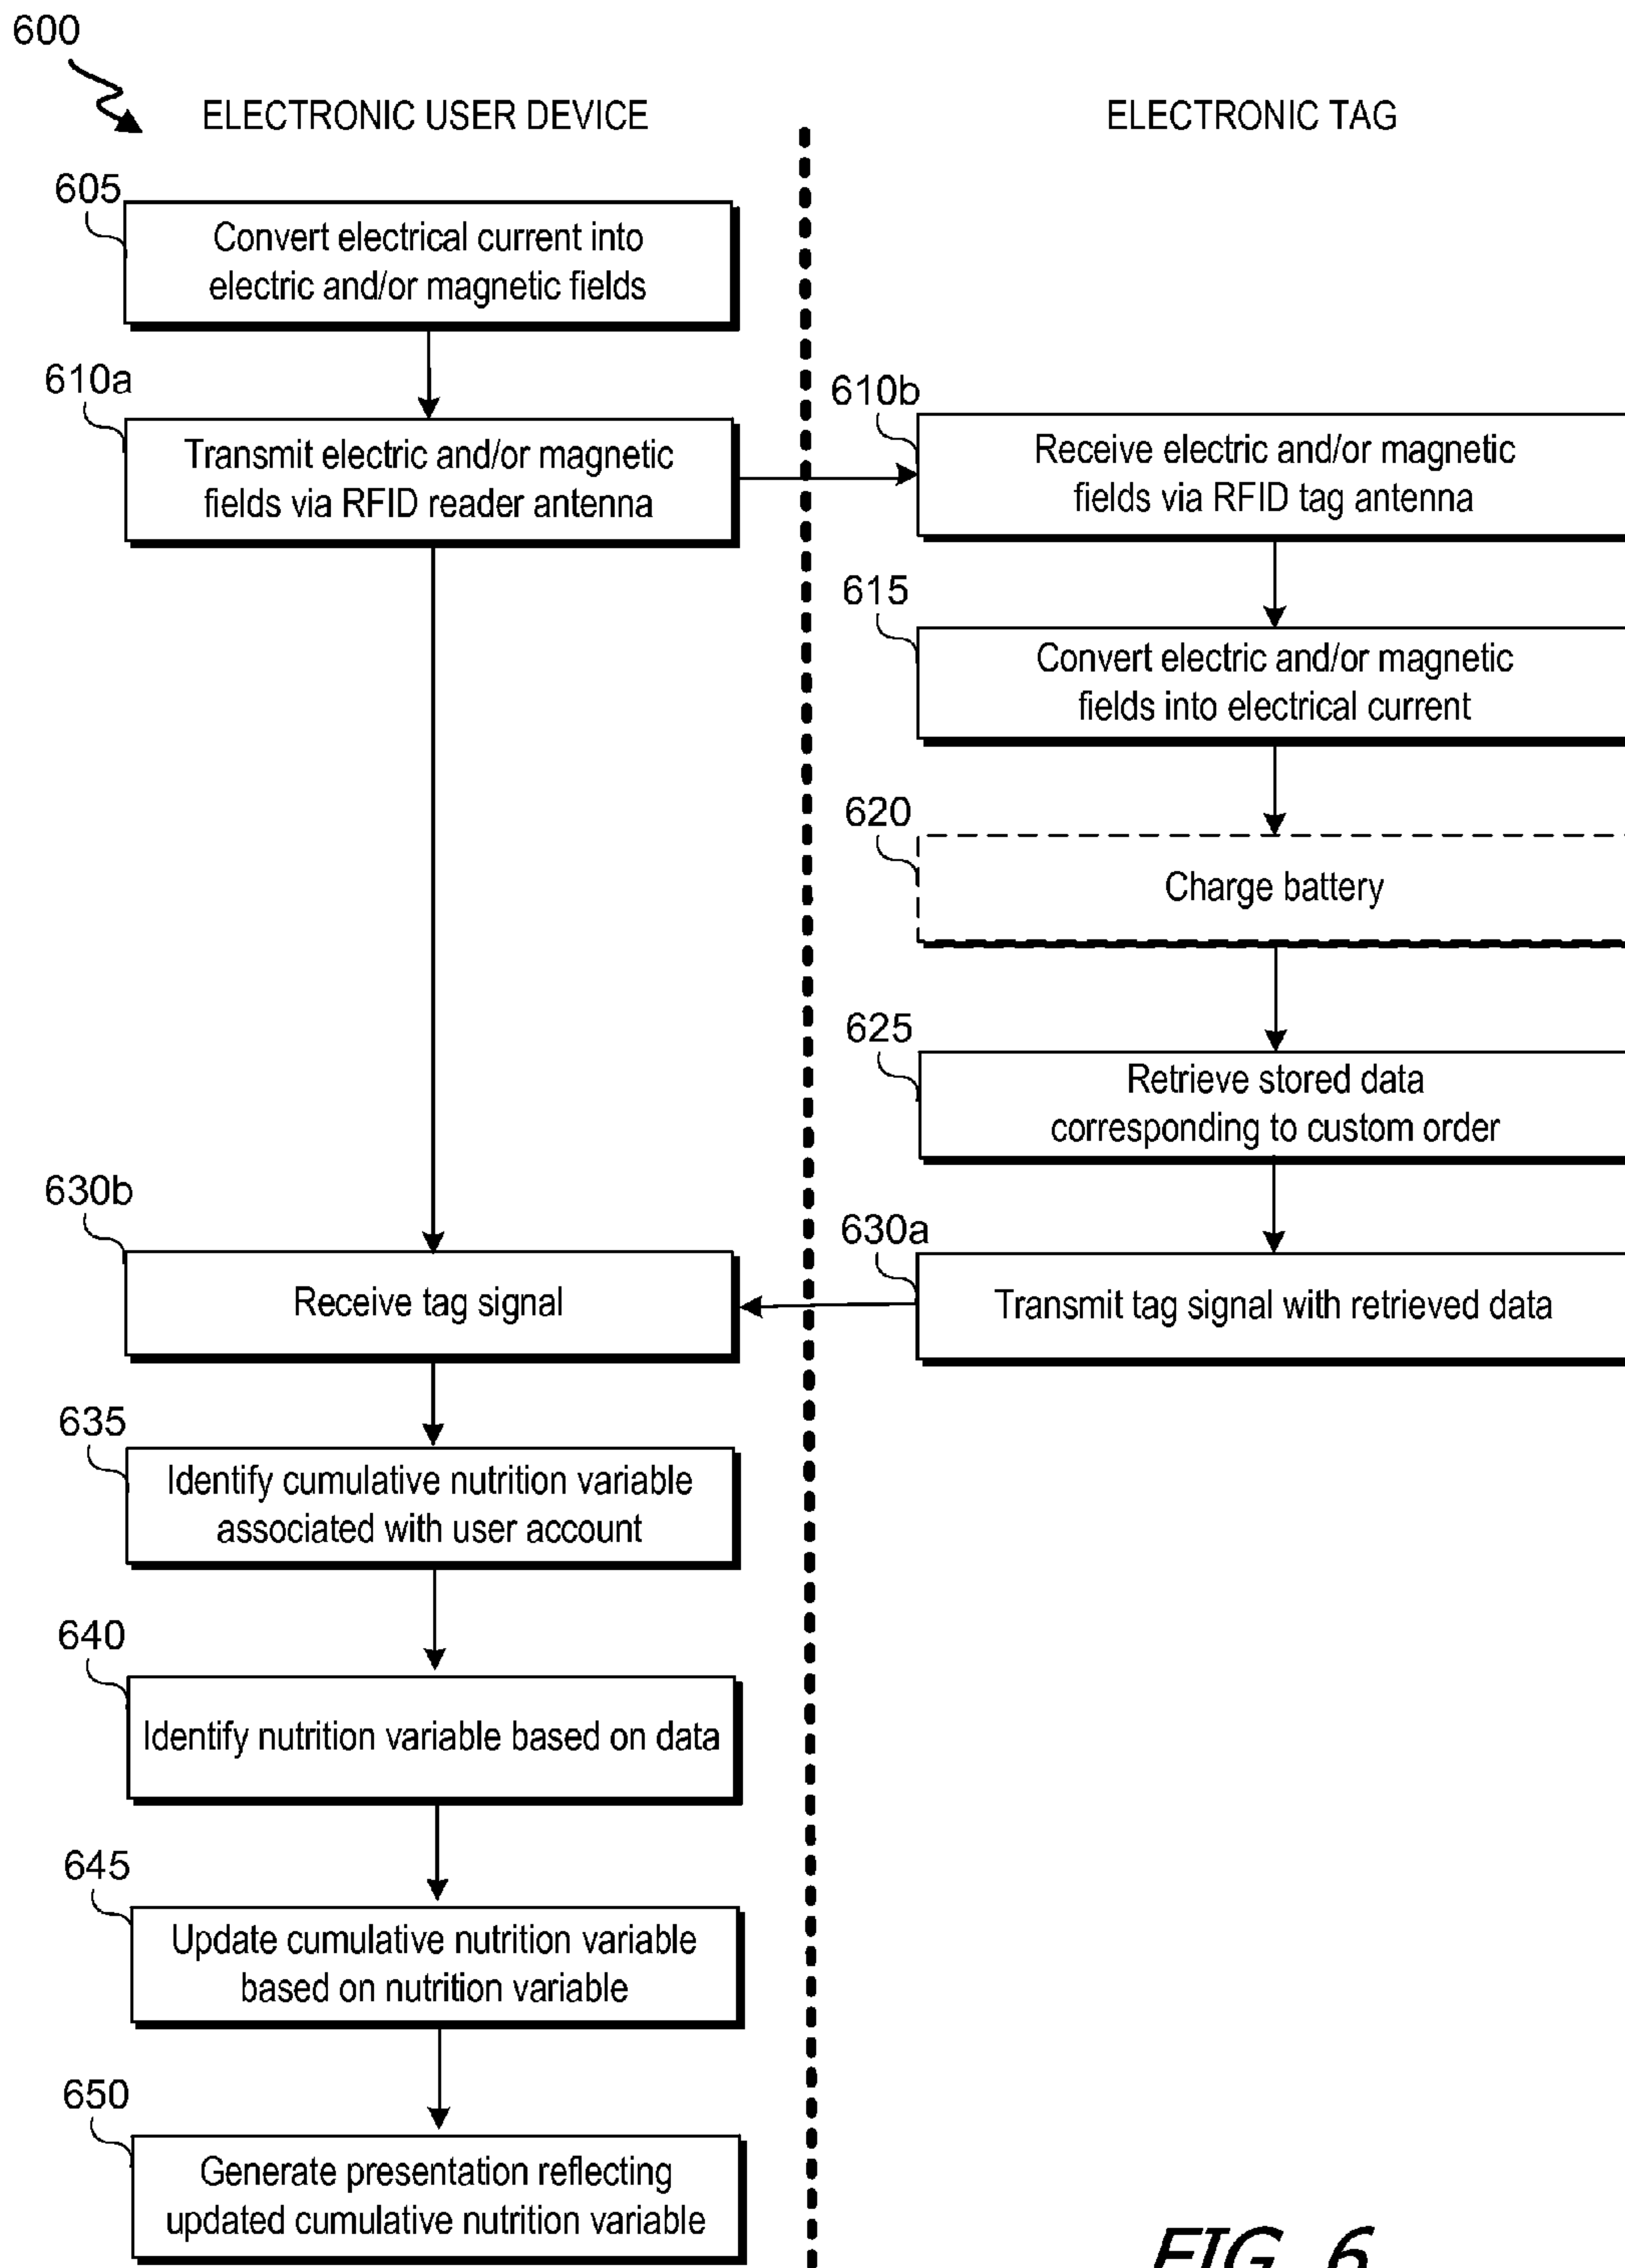 600
ELECTRONIC USER DEVICE
ELECTRONIC TAG
605
Convert electrical current into
electric and/or magnetic fields
610a
Transmit electric and/or magnetic
fields via RFID reader antenna
610b
Receive electric and/or magnetic
fields via RFID tag antenna
615
Convert electric and/or magnetic
fields into electrical current
620
Charge battery
625
Retrieve stored data
corresponding to custom order
630a
Transmit tag signal with retrieved data
630b
Receive tag signal
635
Identify cumulative nutrition variable
associated with user account
640
Identify nutrition variable based on data
645
Update cumulative nutrition variable
based on nutrition variable
650
Generate presentation reflecting
updated cumulative nutrition variable
FIG. 6